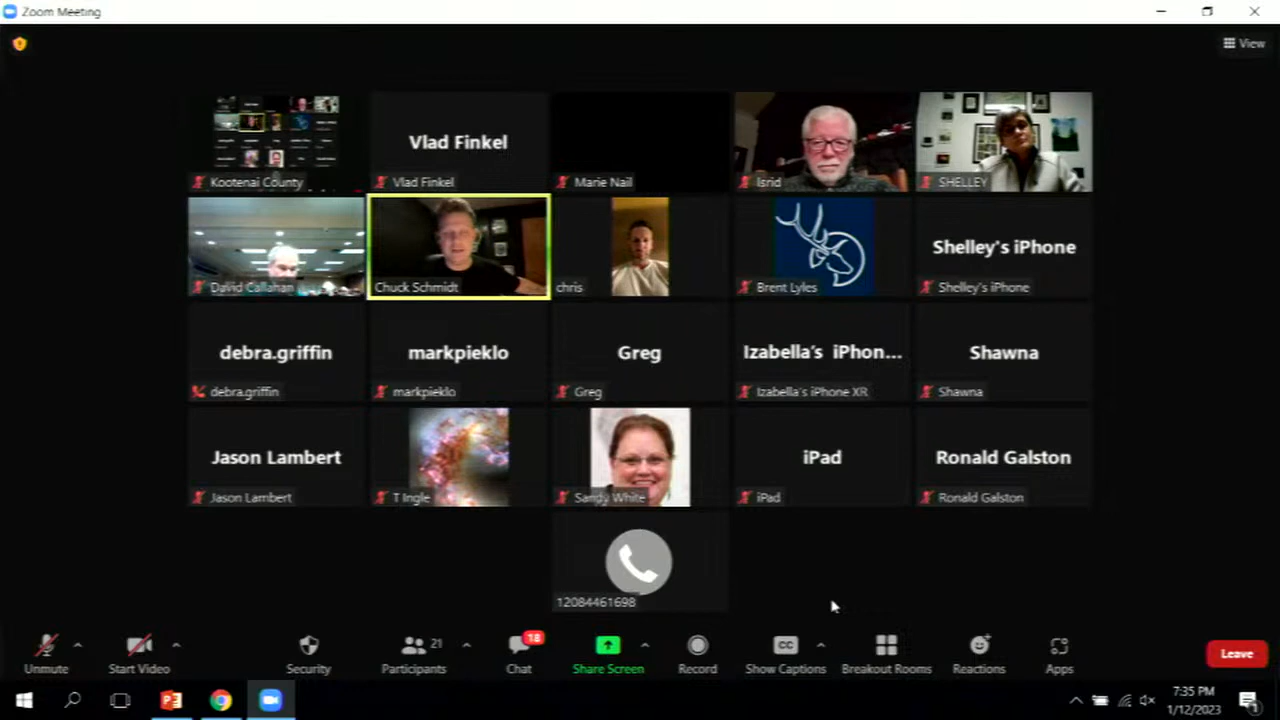 Zoom Meeting
View
Kootenai County
Vlad Finkel
Vlad Finkel
Marie Nail
lsrid
SHELLEY
David Callahan
Chuck Schmidt
chris
Brent Lyles
Shelley's iPhone
Shelley's iPhone
debra.griffin
debra.griffin
markpieklo
markpieklo
Greg
Greg
Izabella's iPhon...
Izabella's iPhone XR
Shawna
Shawna
Jason Lambert
Jason Lambert
T Ingle
Sandy White
iPad
iPad
Ronald Galston
Ronald Galston
12084461698
Unmute
Start Video
Security
Participants
21
Chat
18
Share Screen
Record
CC
Show Captions
Breakout Rooms
Reactions
Apps
Leave
7:35 PM
1/12/2023